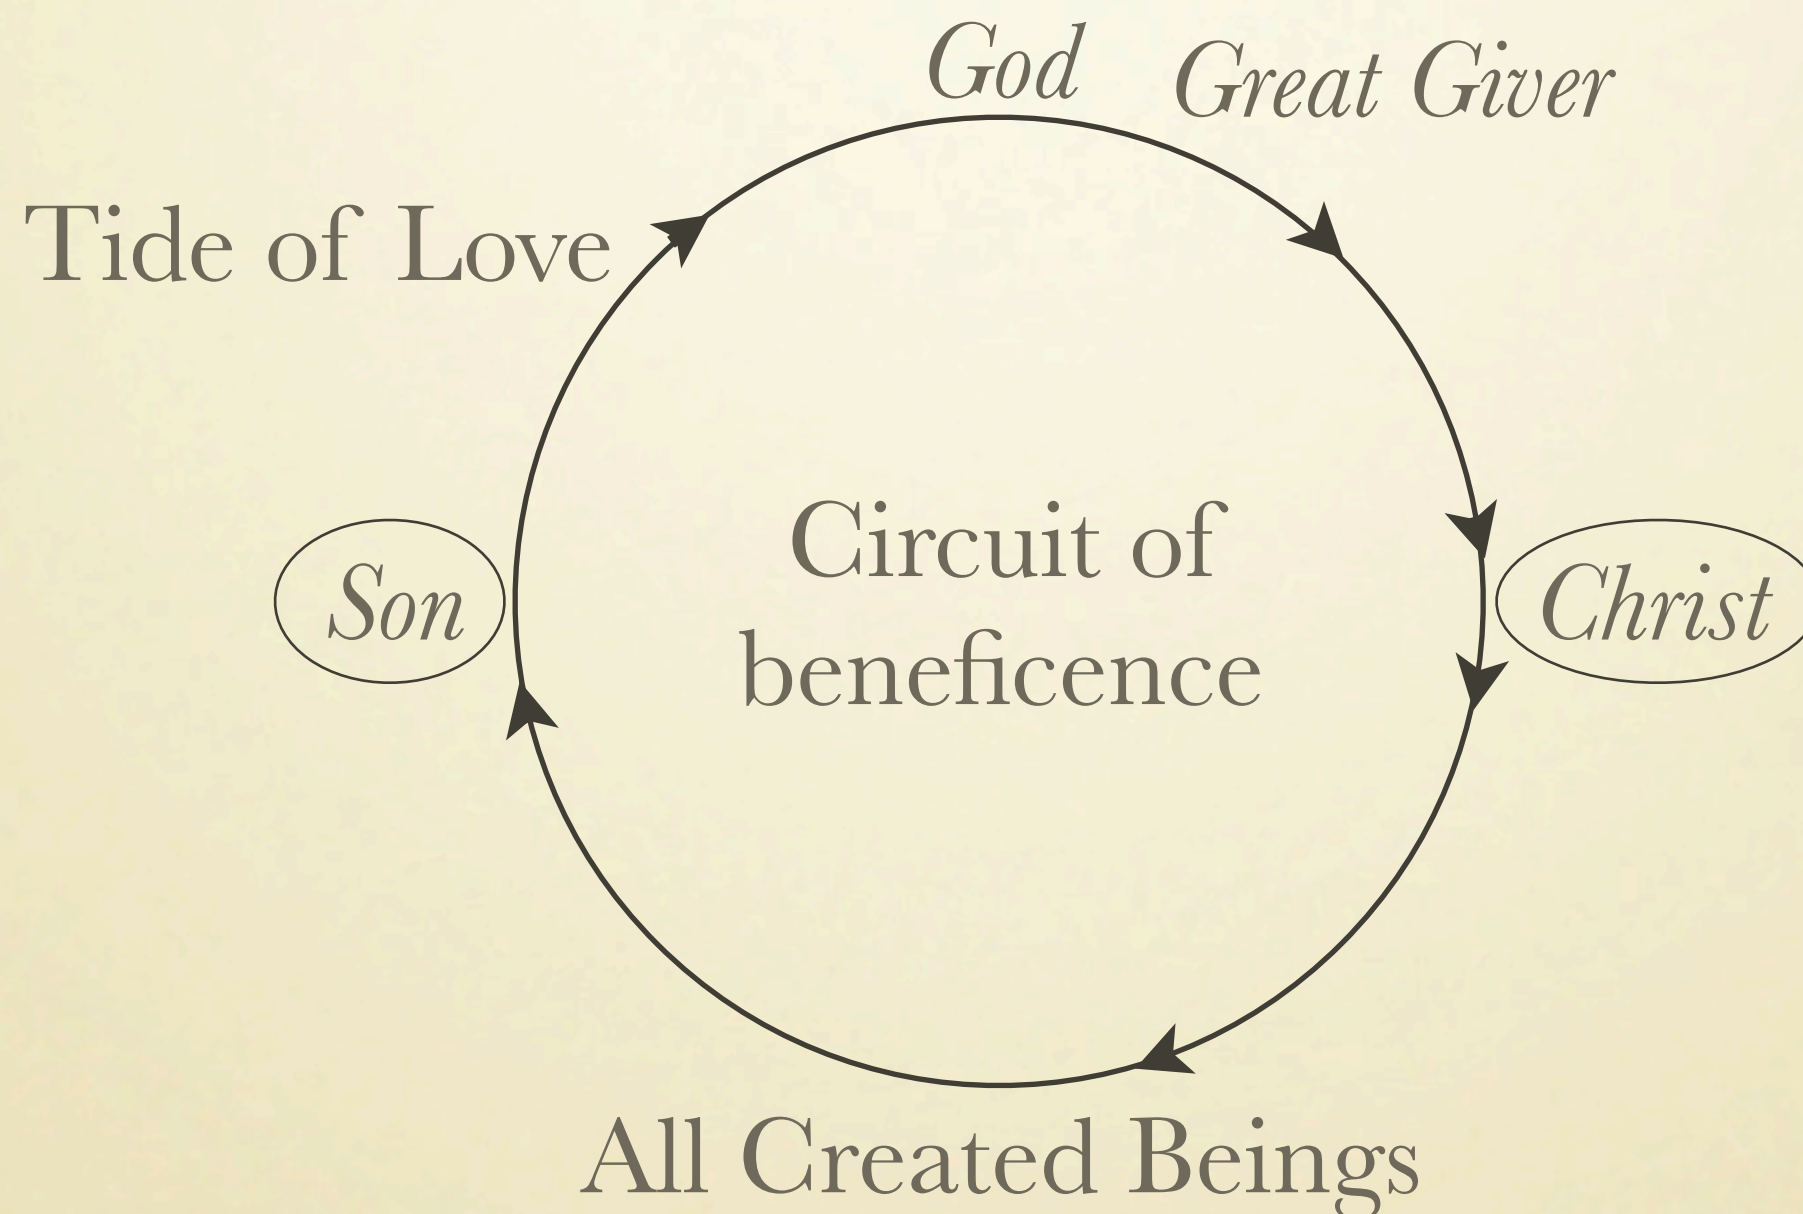 God
Great Giver
Tide of Love
Circuit of
beneficence
Son
Christ
All Created Beings